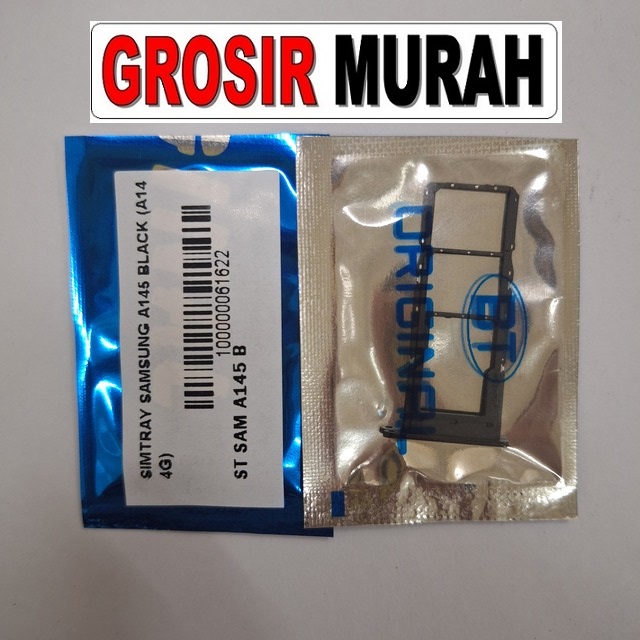 GROSIR MURAH
SIMTRAY SAMSUNG A145 BLACK (A14
4G)
1000000061622
ST SAM A145 B
ORIGINAL
BT